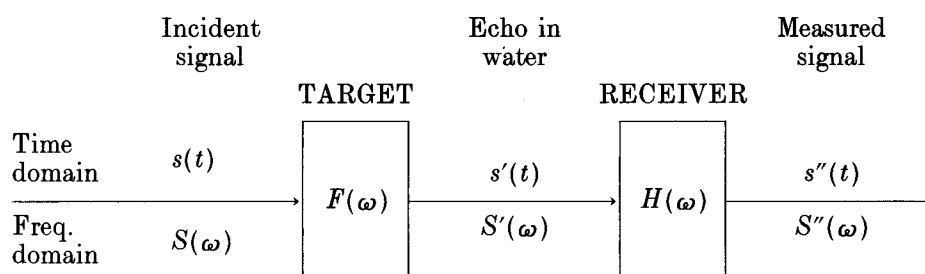 Incident
signal
Echo in
water
Measured
signal
TARGET
RECEIVER
Time
domain
s(t)
s′(t)
s″(t)
F(ω)
H(ω)
Freq.
domain
S(ω)
S′(ω)
S″(ω)